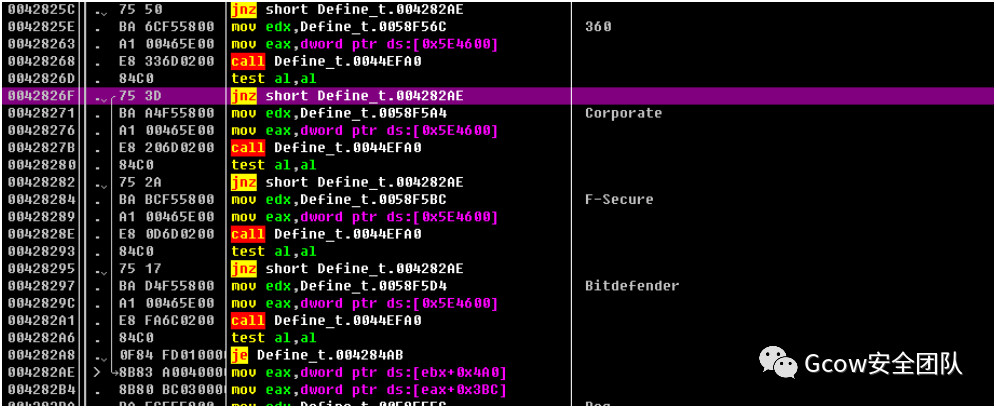 0042825C . 75 50 jnz short Define_t.004282AE
0042825E . BA 6CF55800 mov edx,Define_t.0058F56C 360
00428263 . A1 00465E00 mov eax,dword ptr ds:[0x5E4600]
00428268 . E8 336D0200 call Define_t.0044EFA0
0042826D . 84C0 test al,al
0042826F . 75 3D jnz short Define_t.004282AE
00428271 . BA A4F55800 mov edx,Define_t.0058F5A4 Corporate
00428276 . A1 00465E00 mov eax,dword ptr ds:[0x5E4600]
0042827B . E8 206D0200 call Define_t.0044EFA0
00428280 . 84C0 test al,al
00428282 . 75 2A jnz short Define_t.004282AE
00428284 . BA BCF55800 mov edx,Define_t.0058F5BC F-Secure
00428289 . A1 00465E00 mov eax,dword ptr ds:[0x5E4600]
0042828E . E8 0D6D0200 call Define_t.0044EFA0
00428293 . 84C0 test al,al
00428295 . 75 17 jnz short Define_t.004282AE
00428297 . BA D4F55800 mov edx,Define_t.0058F5D4 Bitdefender
0042829C . A1 00465E00 mov eax,dword ptr ds:[0x5E4600]
004282A1 . E8 FA6C0200 call Define_t.0044EFA0
004282A6 . 84C0 test al,al
004282A8 . 0F84 FD010000 je Define_t.004284AB
004282AE > 8B83 A0040000 mov eax,dword ptr ds:[ebx+0x4A0]
004282B4 . 8B80 BC030000 mov eax,dword ptr ds:[eax+0x3BC]
Gcow安全团队